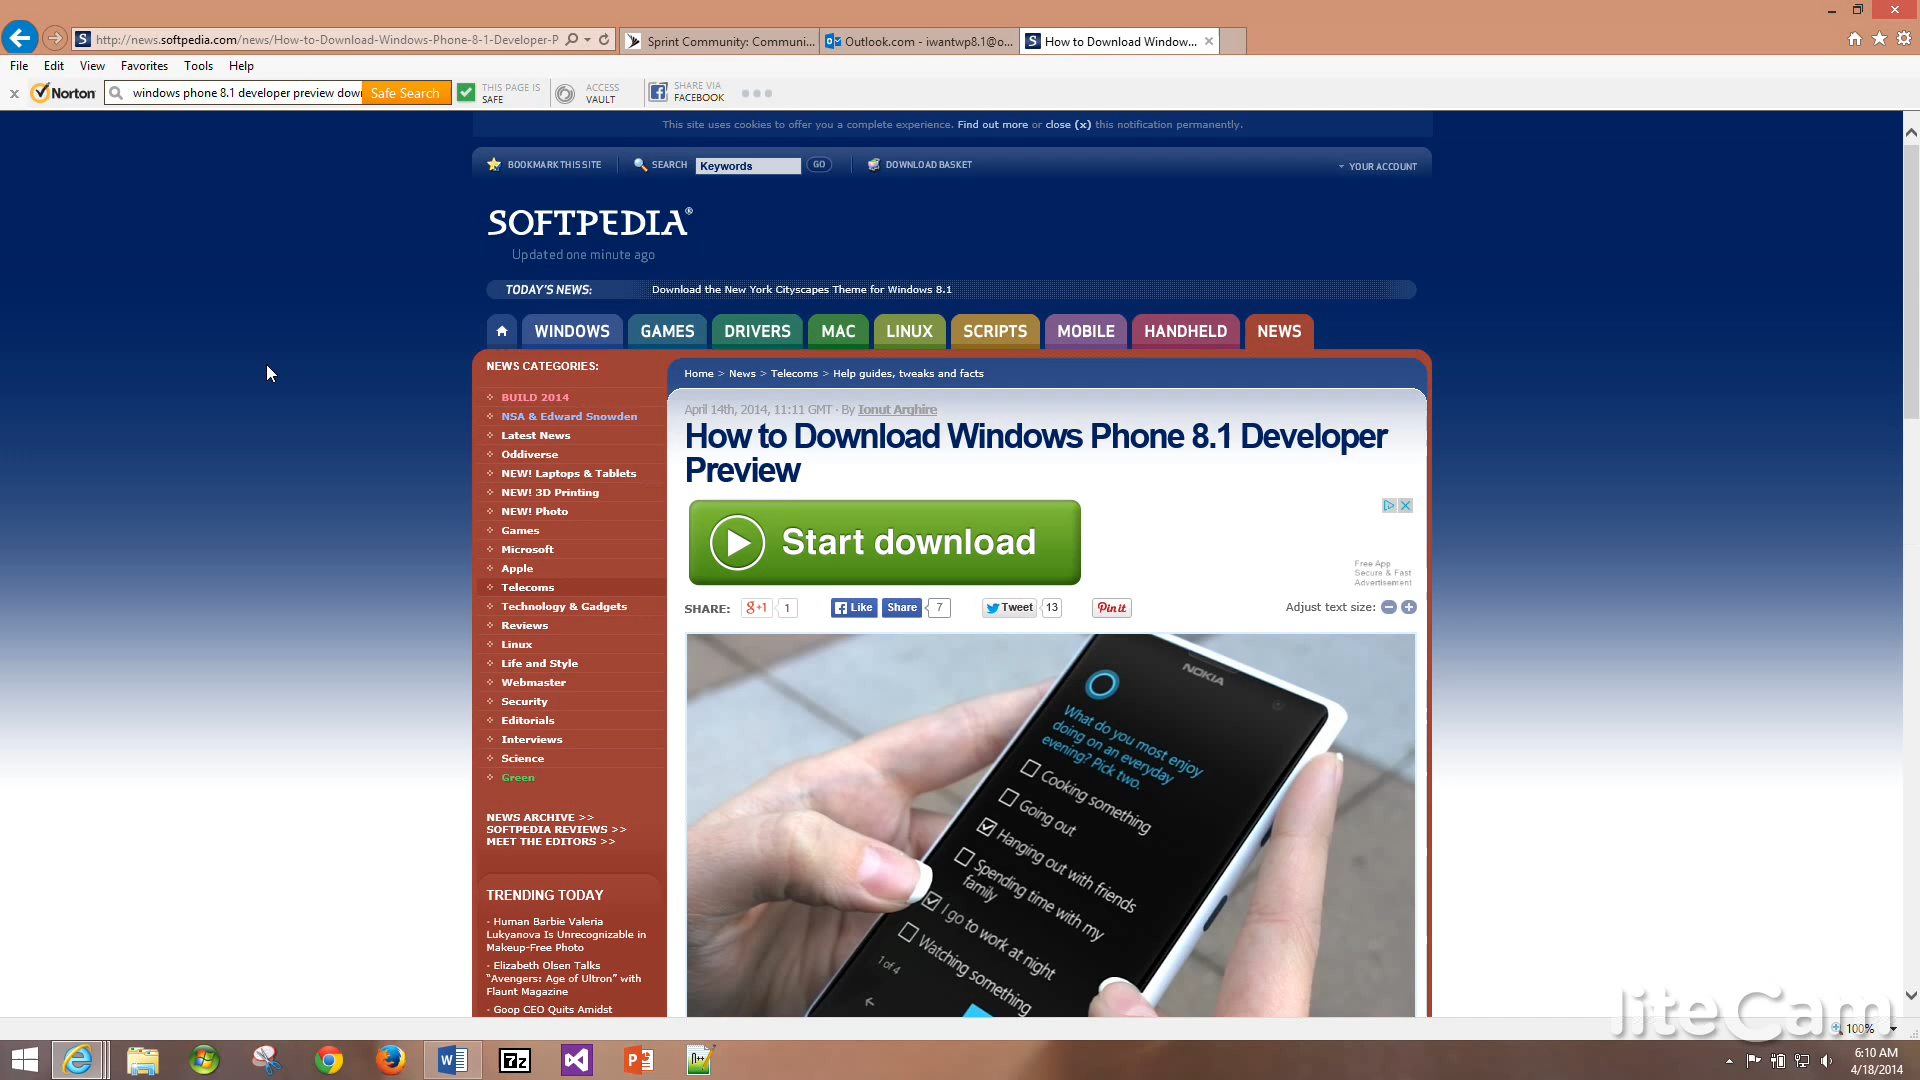 http://news.softpedia.com/news/How-to-Download-Windows-Phone-8-1-Developer-P
Sprint Community: Communi...
Outlook.com - iwantwp8.1@o...
How to Download Window...
File Edit View Favorites Tools Help
Norton
windows phone 8.1 developer preview dow
Safe Search
THIS PAGE IS
SAFE
ACCESS
VAULT
SHARE VIA
FACEBOOK
This site uses cookies to offer you a complete experience. Find out more or close (x) this notification permanently.
BOOKMARK THIS SITE
SEARCH
Keywords
GO
DOWNLOAD BASKET
YOUR ACCOUNT
SOFTPEDIA®
Updated one minute ago
TODAY'S NEWS:
Download the New York Cityscapes Theme for Windows 8.1
WINDOWS GAMES DRIVERS MAC LINUX SCRIPTS MOBILE HANDHELD NEWS
NEWS CATEGORIES:
BUILD 2014
NSA & Edward Snowden
Latest News
Oddiverse
NEW! Laptops & Tablets
NEW! 3D Printing
NEW! Photo
Games
Microsoft
Apple
Telecoms
Technology & Gadgets
Reviews
Linux
Life and Style
Webmaster
Security
Editorials
Interviews
Science
Green
NEWS ARCHIVE >>
SOFTPEDIA REVIEWS >>
MEET THE EDITORS >>
TRENDING TODAY
- Human Barbie Valeria
Lukyanova Is Unrecognizable in
Makeup-Free Photo
- Elizabeth Olsen Talks
"Avengers: Age of Ultron" with
Flaunt Magazine
- Goop CEO Quits Amidst
Home > News > Telecoms > Help guides, tweaks and facts
April 14th, 2014, 11:11 GMT · By Ionut Arghire
How to Download Windows Phone 8.1 Developer
Preview
Start download
Free App
Secure & Fast
Advertisement
SHARE:
g+1 1
Like
Share 7
Tweet 13
Pinit
Adjust text size:
NOKIA
What do you most enjoy
doing on an everyday
evening? Pick two.
Cooking something
Going out
Hanging out with friends
Spending time with my
family
I go to work at night
Watching something
1 of 4
liteCam
100%
7z
6:10 AM
4/18/2014